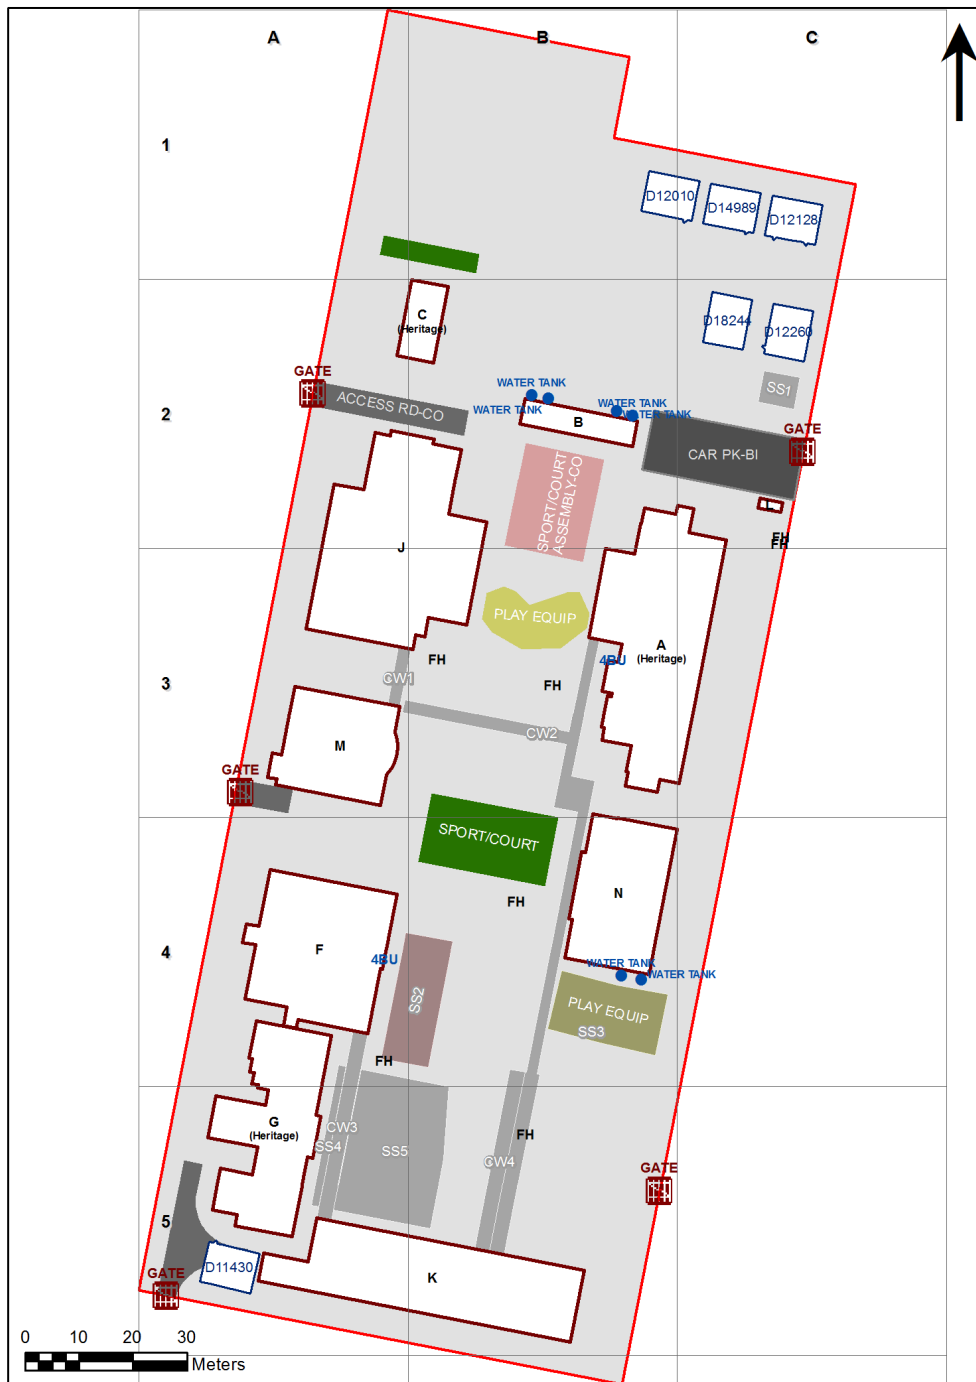 A
B
C
1
D12010
D14989
D12128
C
(Heritage)
D18244
D12260
GATE
WATER TANK
SS1
ACCESS RD-CO
WATER TANK
WATER TANK
WATER TANK
2
B
GATE
CAR PK-BI
SPORT/COURT
ASSEMBLY-CO
L
FH
FH
J
PLAY EQUIP
A
(Heritage)
FH
4BU
CW1
FH
3
CW2
M
GATE
SPORT/COURT
N
FH
4
F
4BU
WATER TANK
WATER TANK
SS2
PLAY EQUIP
SS3
FH
G
(Heritage)
CW3
SS4
SS5
FH
CW4
GATE
5
D11430
GATE
K
0 10 20 30
Meters